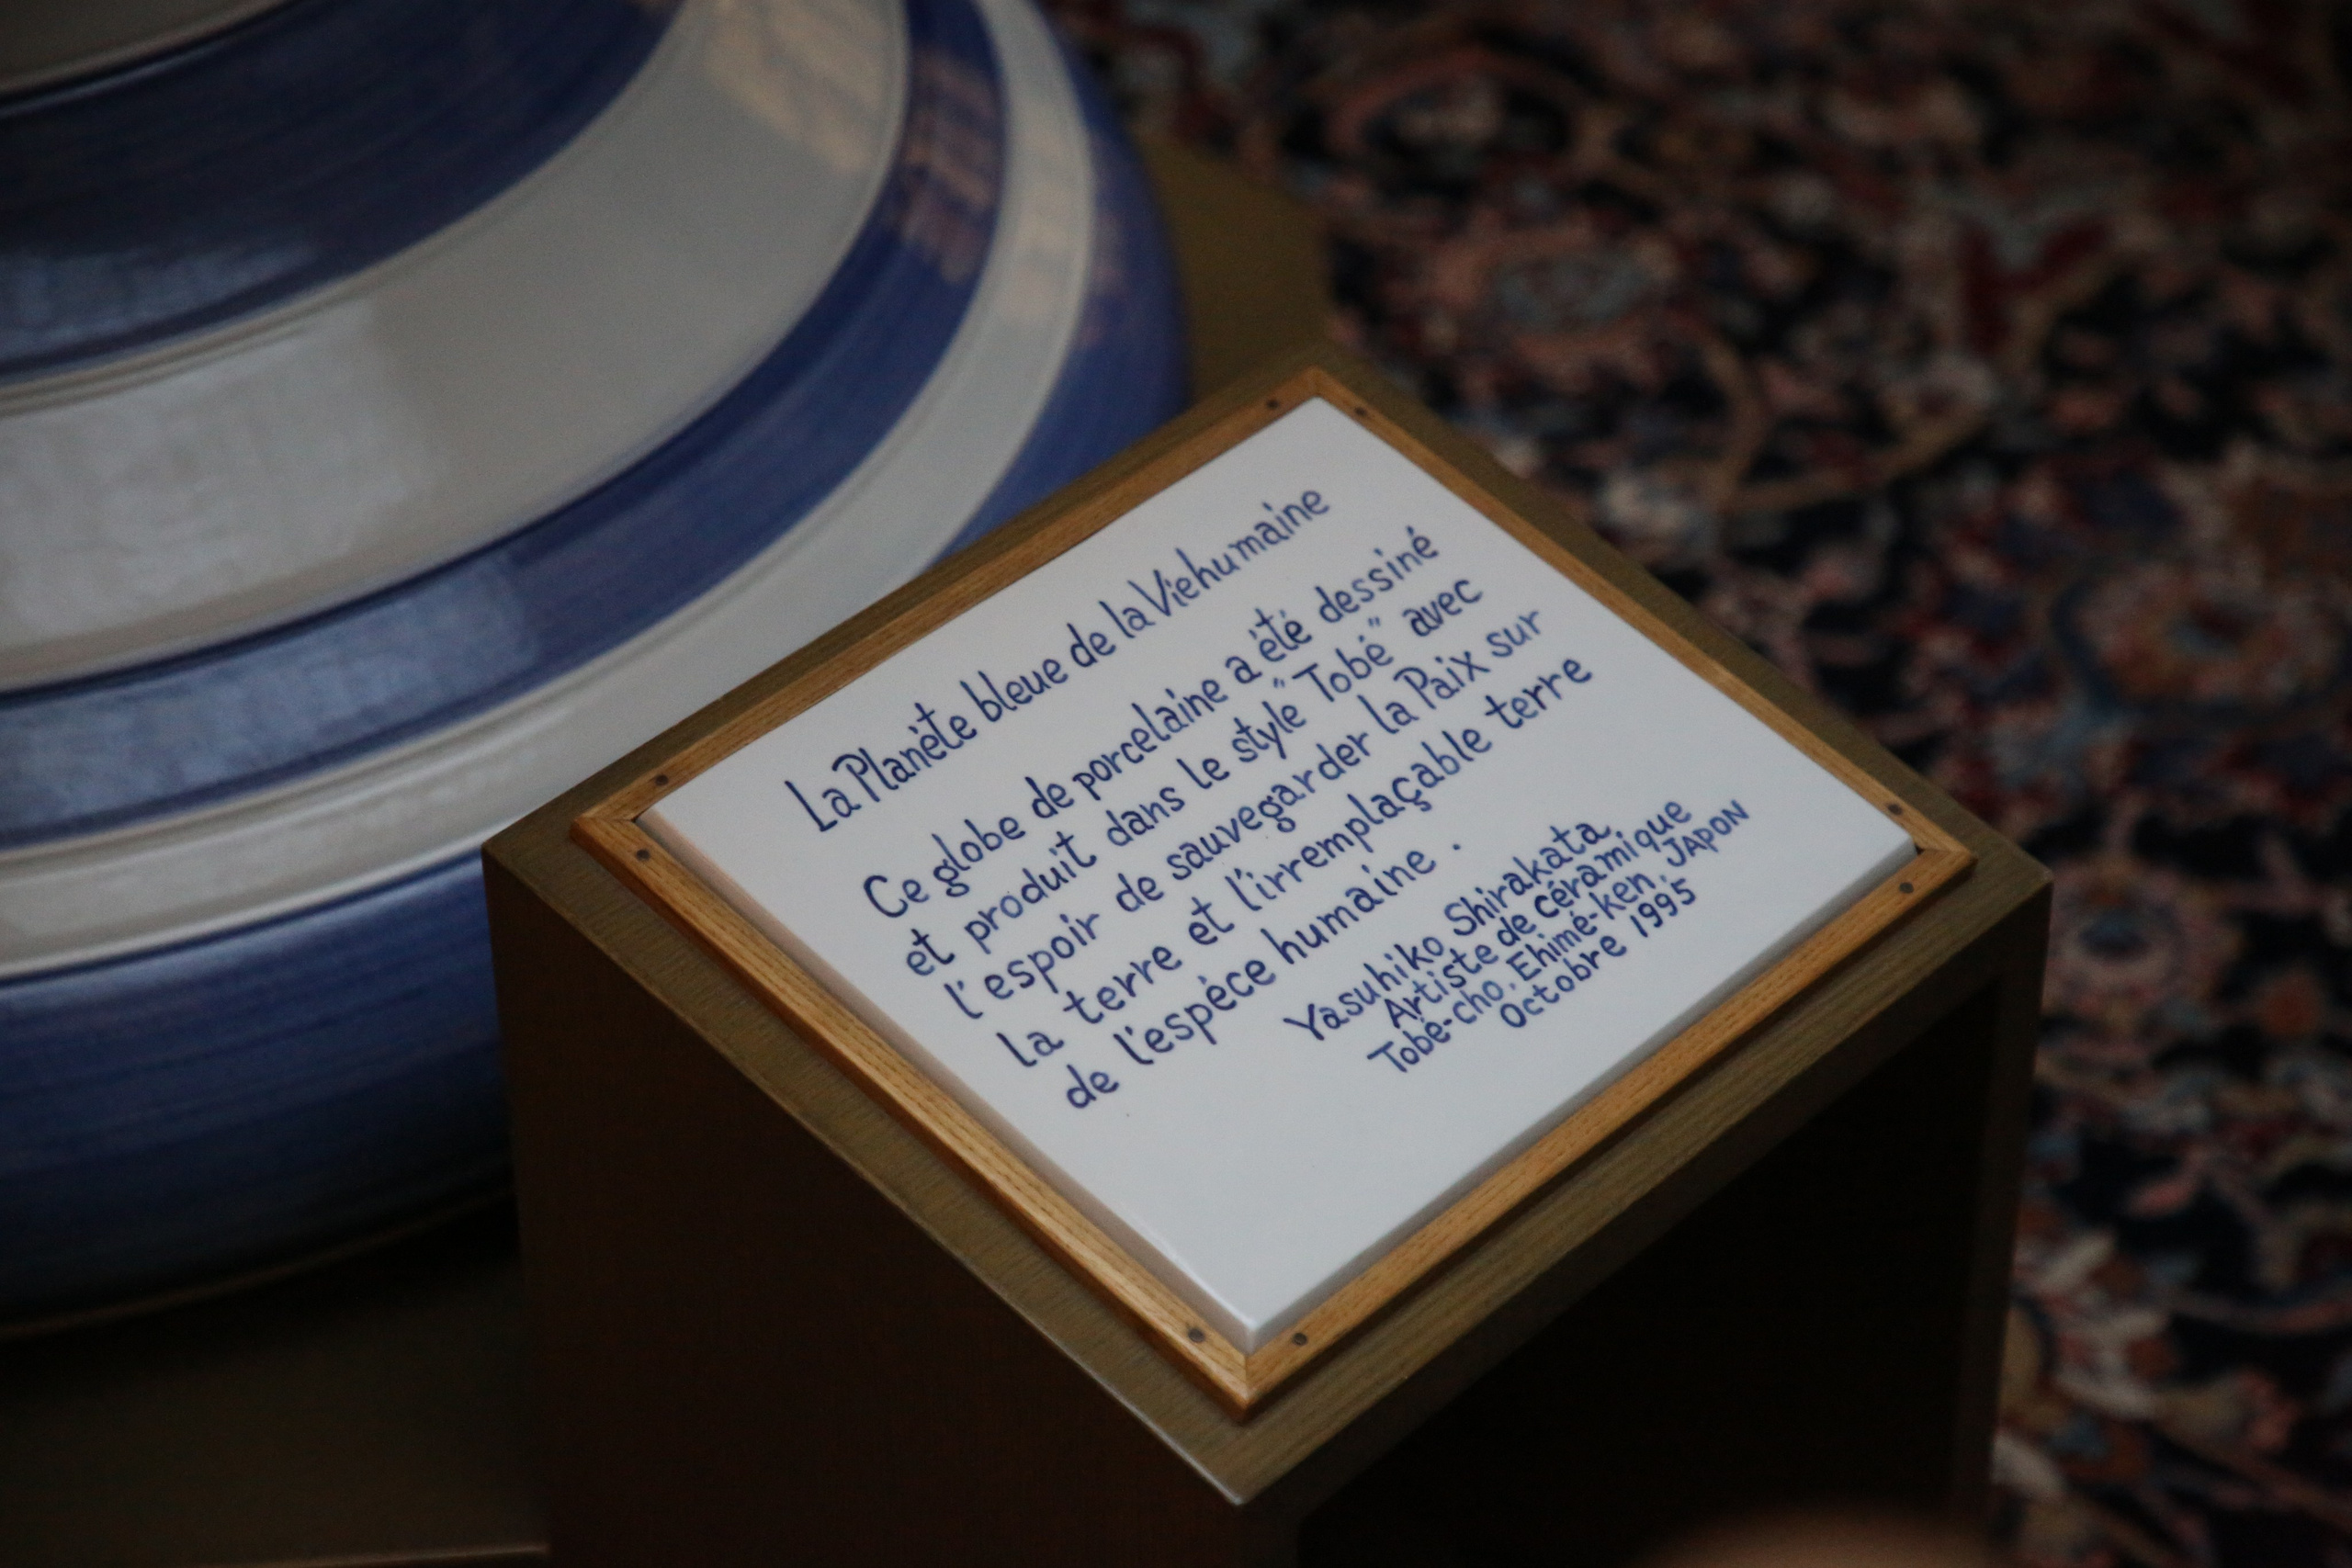 La Planète bleue de la Viehumaine
Ce globe de porcelaine a été dessiné
et produit dans le style "Tobé" avec
l'espoir de sauvegarder la Paix sur
la terre et l'irremplaçable terre
de l'espèce humaine.
Yasuhiko Shirakata
Artiste de céramique
Tobé-cho, Ehimé-ken, JAPON
Octobre 1995